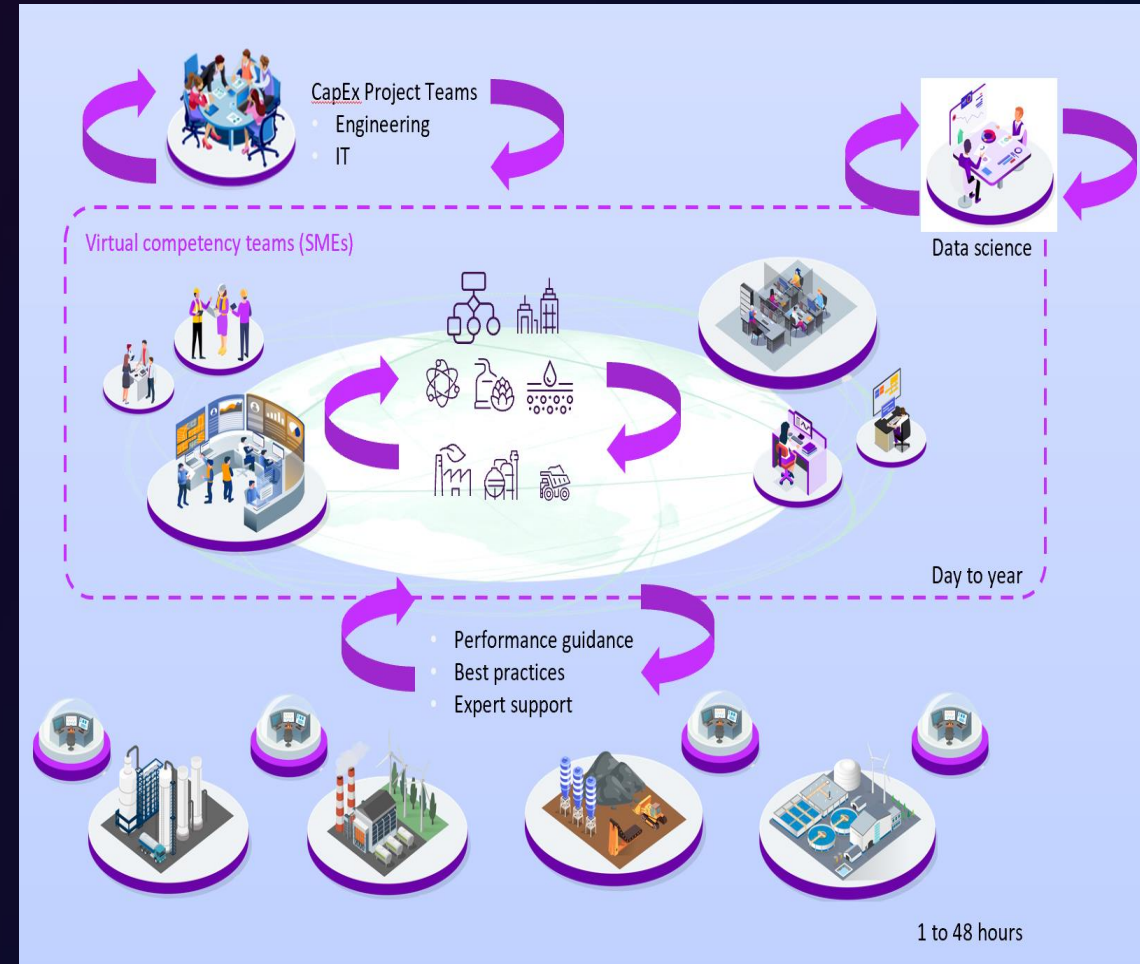 CapEx Project Teams
Engineering
IT
Data science
Virtual competency teams (SMEs)
Day to year
Performance guidance
Best practices
Expert support
1 to 48 hours